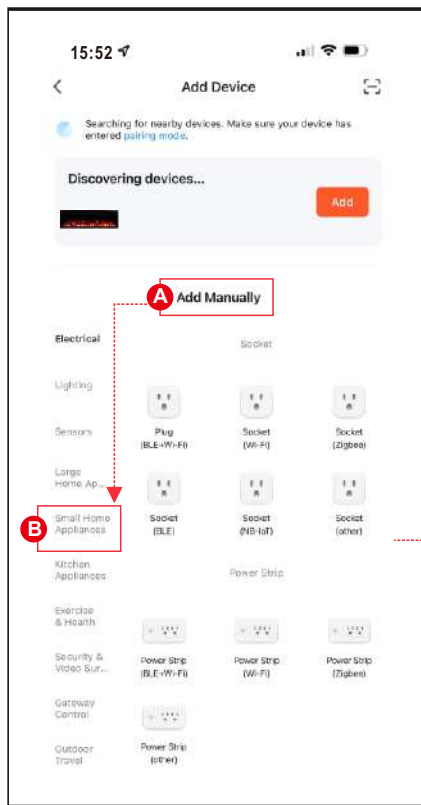 15:52
Add Device
Searching for nearby devices. Make sure your device has
entered pairing mode.
Discovering devices...
Add
A
Add Manually
Electrical
Socket
Lighting
Sensors
Plug
(BLE+Wi-Fi)
Socket
(Wi-Fi)
Socket
(Zigbee)
Large
Home Ap...
B
Small Home
Appliances
Socket
(BLE)
Socket
(NB-IoT)
Socket
(other)
Kitchen
Appliances
Power Strip
Exercise
& Health
Security &
Video Sur...
Power Strip
(BLE+Wi-Fi)
Power Strip
(Wi-Fi)
Power Strip
(Zigbee)
Gateway
Control
Outdoor
Travel
Power Strip
(other)